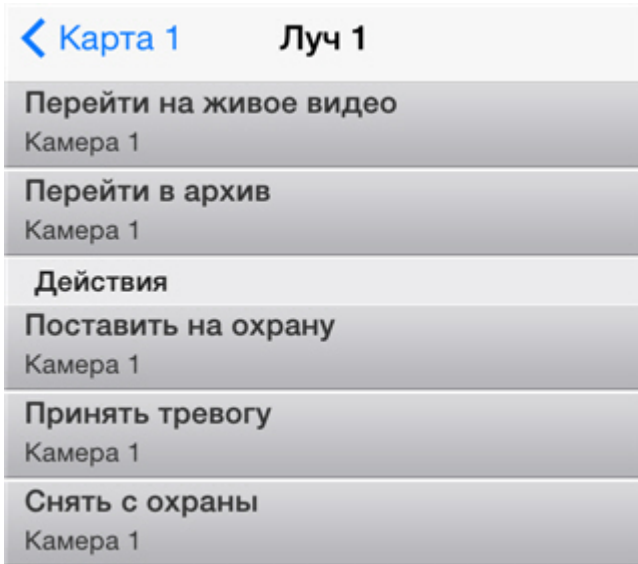 Карта 1 Луч 1
Перейти на живое видео
Камера 1
Перейти в архив
Камера 1
Действия
Поставить на охрану
Камера 1
Принять тревогу
Камера 1
Снять с охраны
Камера 1